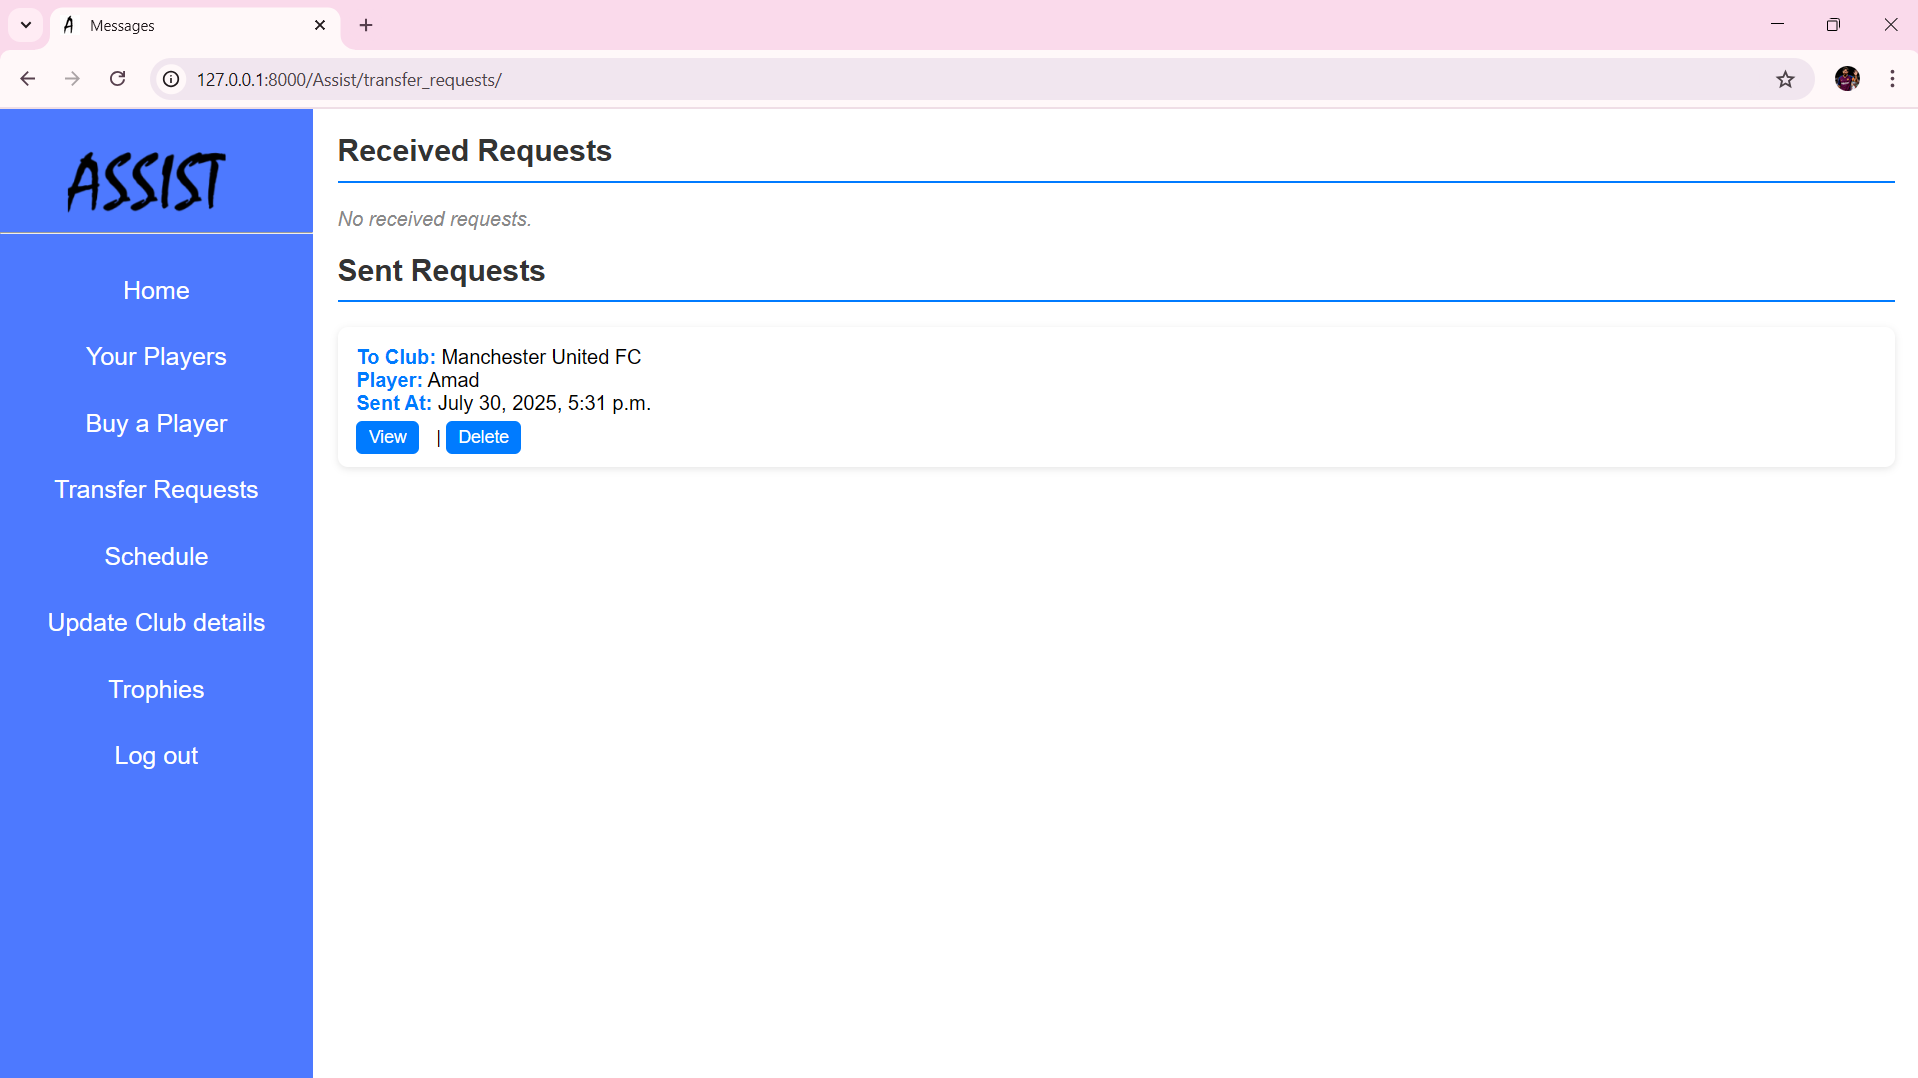 Messages
127.0.0.1:8000/Assist/transfer_requests/
ASSIST
Home
Your Players
Buy a Player
Transfer Requests
Schedule
Update Club details
Trophies
Log out
Received Requests
No received requests.
Sent Requests
To Club: Manchester United FC
Player: Amad
Sent At: July 30, 2025, 5:31 p.m.
View | Delete